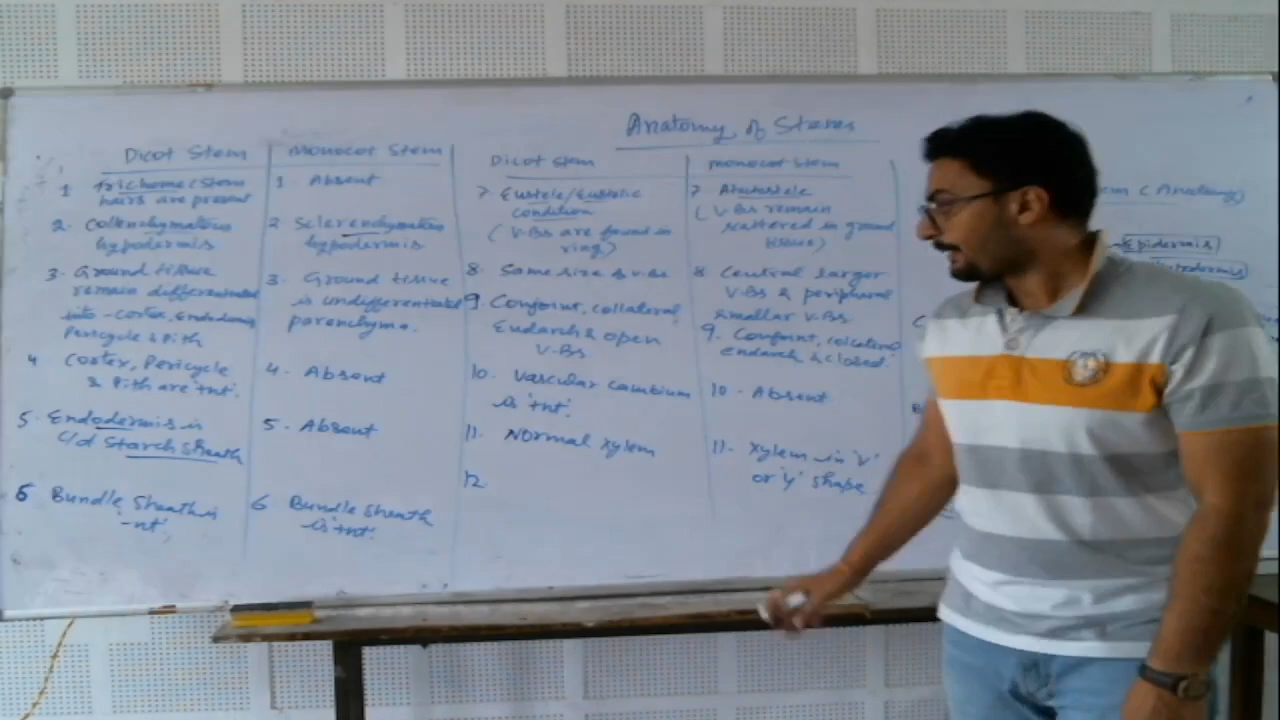 Anatomy of Stems
Dicot Stem
1 Trichome (Stem
hairs are present
2. Collenchymatous
hypodermis
3. Ground tissue
remain differentiated
into - Cortex, Endodermis
Pericycle & Pith
4 Cortex, Pericycle
& Pith are '+nt'.
5. Endodermis is
c/d Starch sheath
6 Bundle Sheath is
-nt'
Monocot Stem
1. Absent
2 Sclerenchymatous
hypodermis
3. Ground tissue
is undifferentiated
parenchyma.
4. Absent
5. Absent
6 Bundle Sheath
is '+nt'.
Dicot Stem
7 Eustele/Eustelic
condition
( V.Bs are found in
ring)
8. Same size of V.Bs
9 Conjoint, collateral
Endarch & open
V.Bs
10. Vascular cambium
is '+nt'.
11. Normal xylem
12.
Monocot Stem
7 Atactostele
( V.Bs remain
scattered in ground
tissue)
8. Central larger
V.Bs & peripheral
smaller V.Bs
9. Conjoint, collateral
endarch & closed.
10. Absent
11. Xylem in 'V'
or 'Y' shape
(Anatomy)
Epidermis